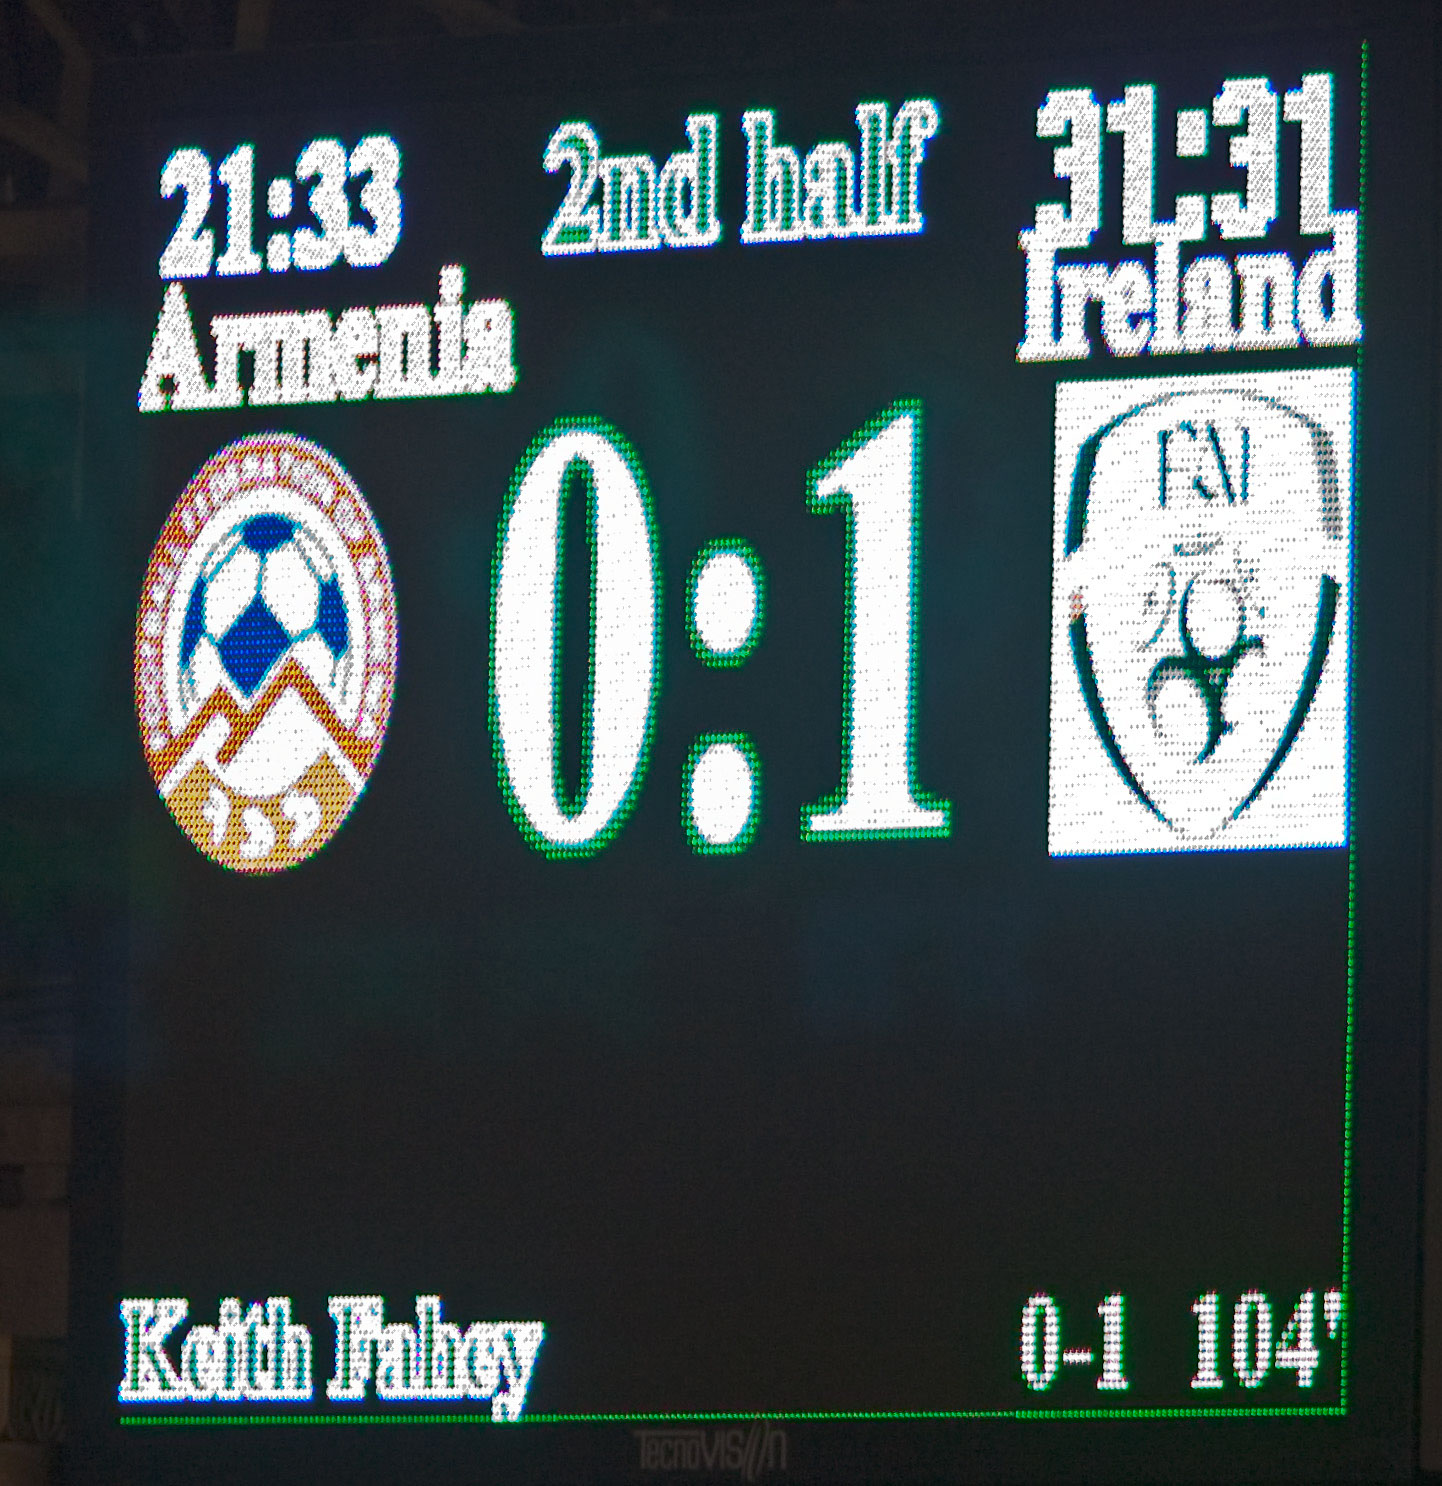 21:33 2nd half 31:31
Armenia Ireland
0:1
FAI
Keith Fahey 0-1 104'
TecnoVISIOn